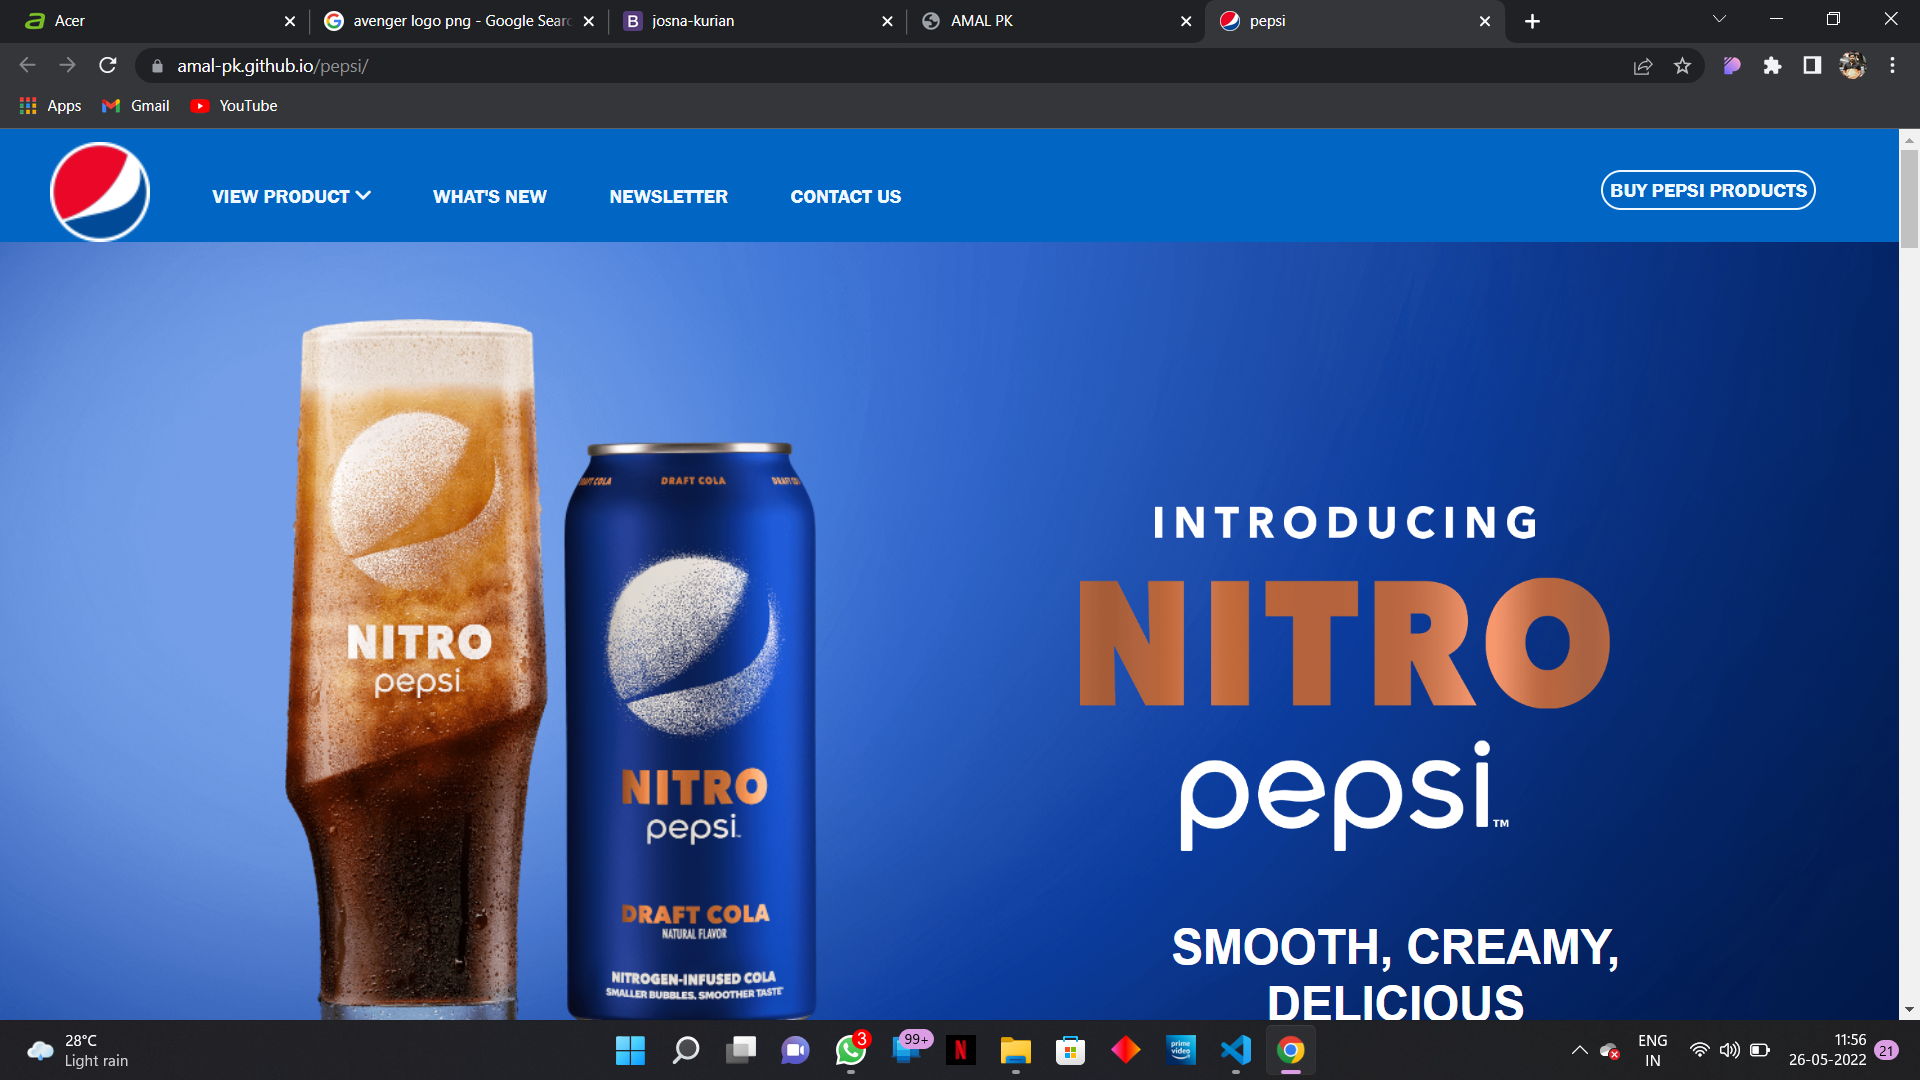 Acer
avenger logo png - Google Searc
josna-kurian
AMAL PK
pepsi
amal-pk.github.io/pepsi/
Apps
Gmail
YouTube
VIEW PRODUCT
WHAT'S NEW
NEWSLETTER
CONTACT US
BUY PEPSI PRODUCTS
NITRO
pepsi
DRAFT COLA
NITRO
pepsi
DRAFT COLA
NATURAL FLAVOR
NITROGEN-INFUSED COLA
SMALLER BUBBLES. SMOOTHER TASTE
INTRODUCING
NITRO
pepsi™
SMOOTH, CREAMY,
DELICIOUS
28°C
Light rain
3
99+
N
prime
video
ENG
IN
11:56
26-05-2022
21